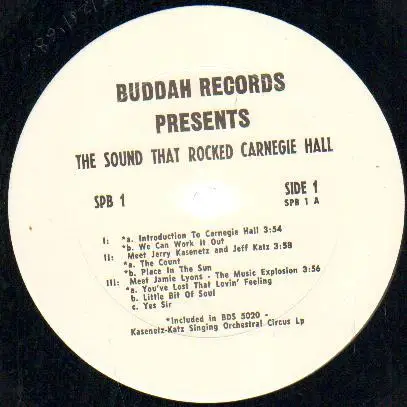 BUDDAH RECORDS
PRESENTS
THE SOUND THAT ROCKED CARNEGIE HALL
SPB 1
SIDE 1
SPB 1 A
I: *a. Introduction To Carnegie Hall 3:54
*b. We Can Work It Out
II: Meet Jerry Kasenetz and Jeff Katz 3:58
*a. The Count
*b. Place In The Sun
III: Meet Jamie Lyons - The Music Explosion 3:56
*a. You've Lost That Lovin' Feeling
b. Little Bit Of Soul
c. Yes Sir
*Included in BDS 5020 -
Kasenetz-Katz Singing Orchestral Circus Lp